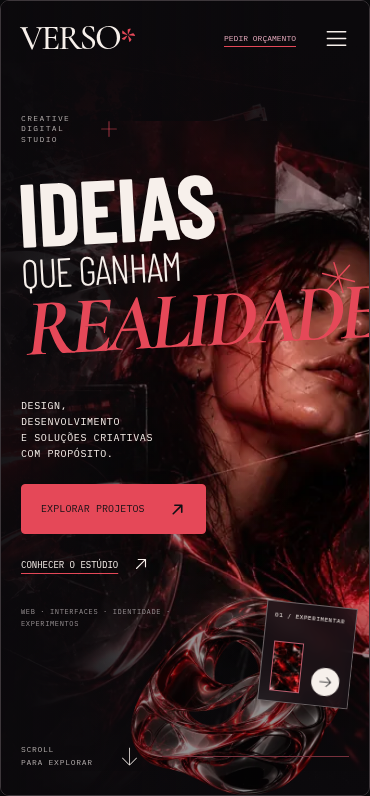 VERSO*
PEDIR ORÇAMENTO
CREATIVE
DIGITAL
STUDIO
IDEIAS
QUE GANHAM
REALIDADE
DESIGN,
DESENVOLVIMENTO
E SOLUÇÕES CRIATIVAS
COM PROPÓSITO.
EXPLORAR PROJETOS
CONHECER O ESTÚDIO
WEB · INTERFACES · IDENTIDADE
EXPERIMENTOS
01 / EXPERIMENTAR
SCROLL
PARA EXPLORAR